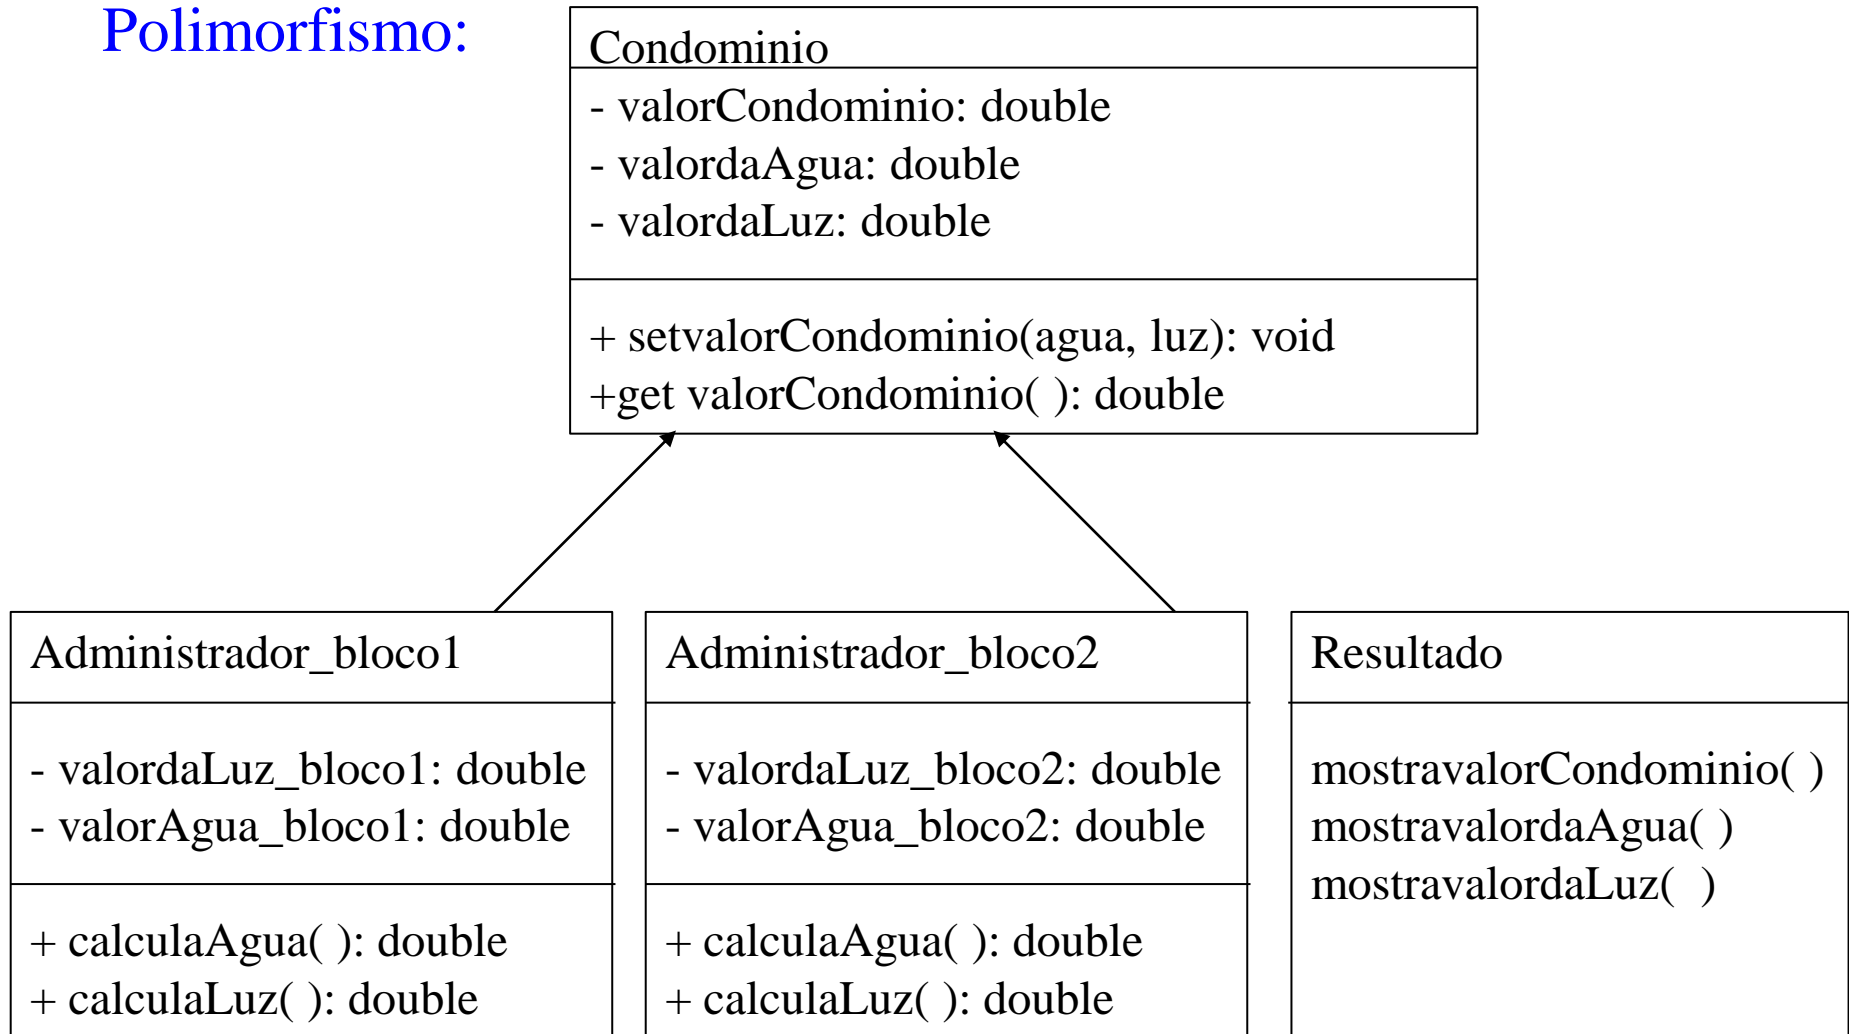 Polimorfismo:
Condominio
- valorCondominio: double
- valordaAgua: double
- valordaLuz: double
+ setvalorCondominio(agua, luz): void
+get valorCondominio( ): double
Administrador_bloco1
- valordaLuz_bloco1: double
- valorAgua_bloco1: double
+ calculaAgua( ): double
+ calculaLuz( ): double
Administrador_bloco2
- valordaLuz_bloco2: double
- valorAgua_bloco2: double
+ calculaAgua( ): double
+ calculaLuz( ): double
Resultado
mostravalorCondominio( )
mostravalordaAgua( )
mostravalordaLuz(  )